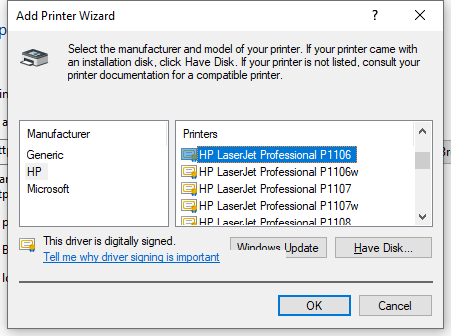 Add Printer Wizard
Select the manufacturer and model of your printer. If your printer came with
an installation disk, click Have Disk. If your printer is not listed, consult your
printer documentation for a compatible printer.
Manufacturer
Generic
HP
Microsoft
Printers
HP LaserJet Professional P1106
HP LaserJet Professional P1106w
HP LaserJet Professional P1107
HP LaserJet Professional P1107w
HP LaserJet Professional P1108
This driver is digitally signed.
Tell me why driver signing is important
Windows Update
Have Disk...
OK
Cancel